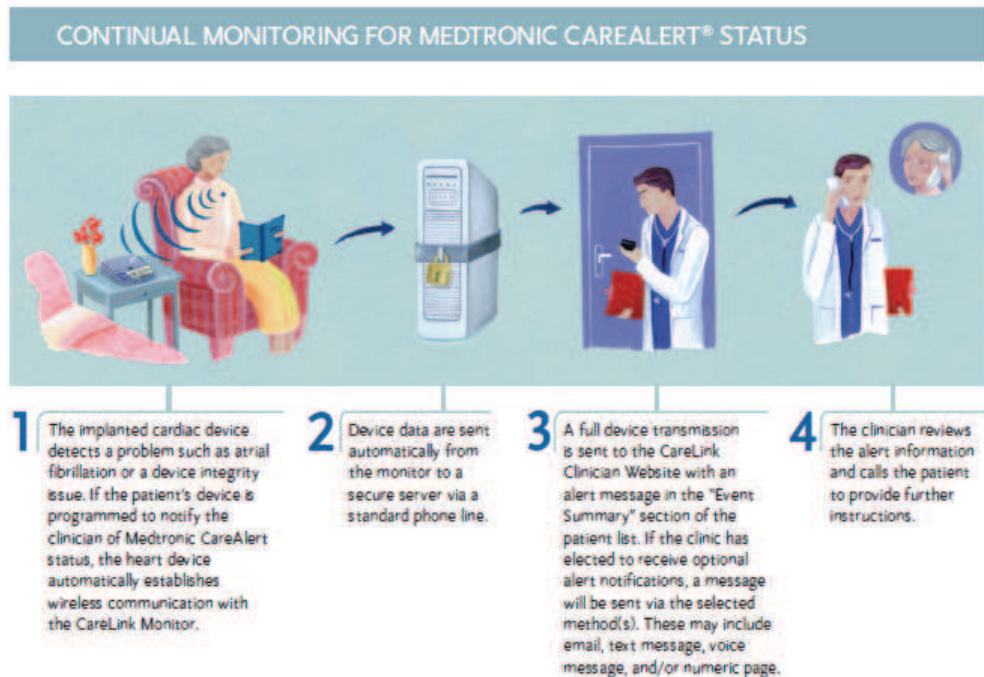 CONTINUAL MONITORING FOR MEDTRONIC CAREALERT® STATUS
1
The implanted cardiac device
detects a problem such as atrial
fibrillation or a device integrity
issue. If the patient's device is
programmed to notify the
clinician of Medtronic CareAlert
status, the heart device
automatically establishes
wireless communication with
the CareLink Monitor.
2
Device data are sent
automatically from
the monitor to a
secure server via a
standard phone line.
3
A full device transmission
is sent to the CareLink
Clinician Website with an
alert message in the "Event
Summary" section of the
patient list. If the clinic has
elected to receive optional
alert notifications, a message
will be sent via the selected
method(s). These may include
email, text message, voice
message, and/or numeric page.
4
The clinician reviews
the alert information
and calls the patient
to provide further
instructions.